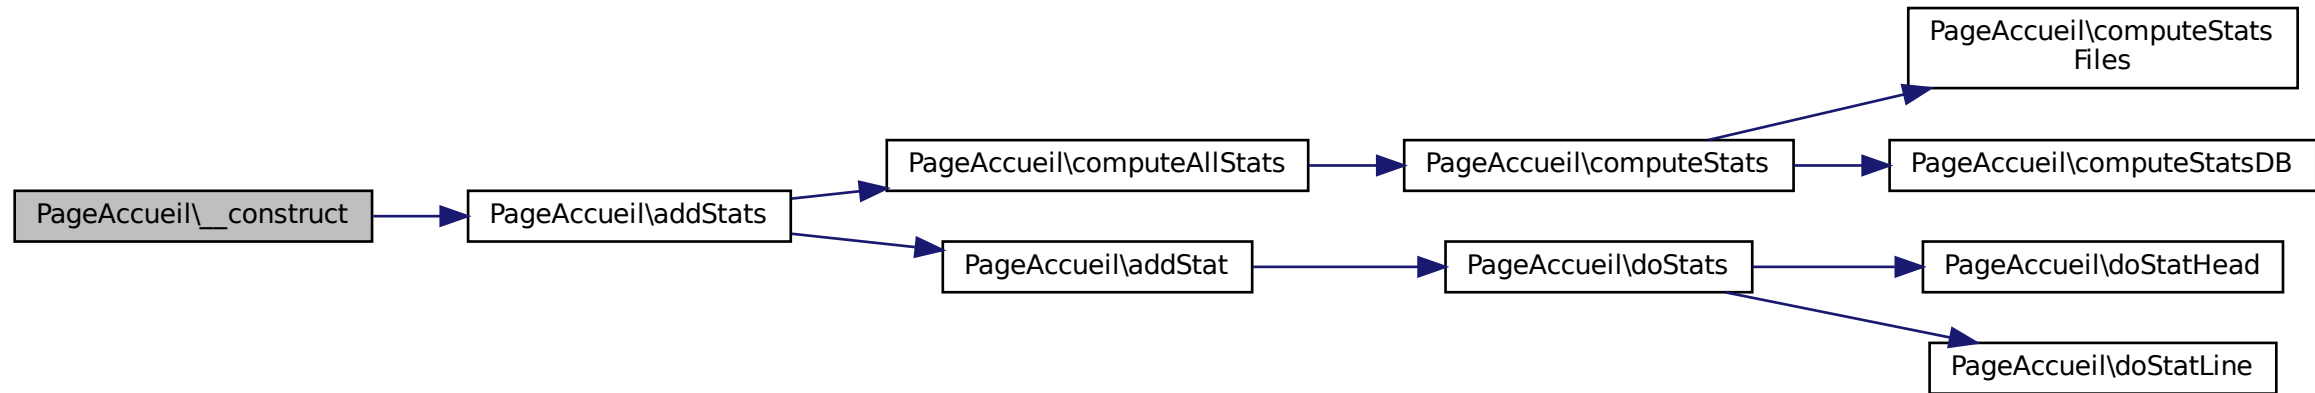 PageAccueil\__construct
PageAccueil\addStats
PageAccueil\computeAllStats
PageAccueil\computeStats
PageAccueil\computeStats
Files
PageAccueil\computeStatsDB
PageAccueil\addStat
PageAccueil\doStats
PageAccueil\doStatHead
PageAccueil\doStatLine